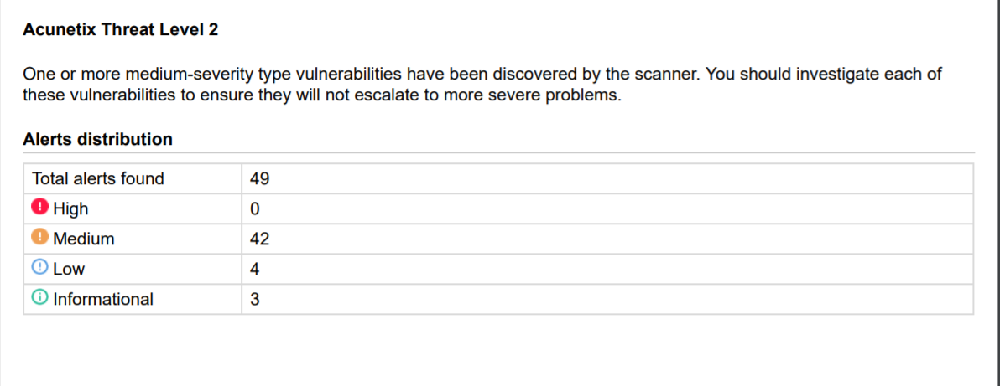 Acunetix Threat Level 2
One or more medium-severity type vulnerabilities have been discovered by the scanner. You should investigate each of
these vulnerabilities to ensure they will not escalate to more severe problems.
Alerts distribution
Total alerts found 49
High 0
Medium 42
Low 4
Informational 3